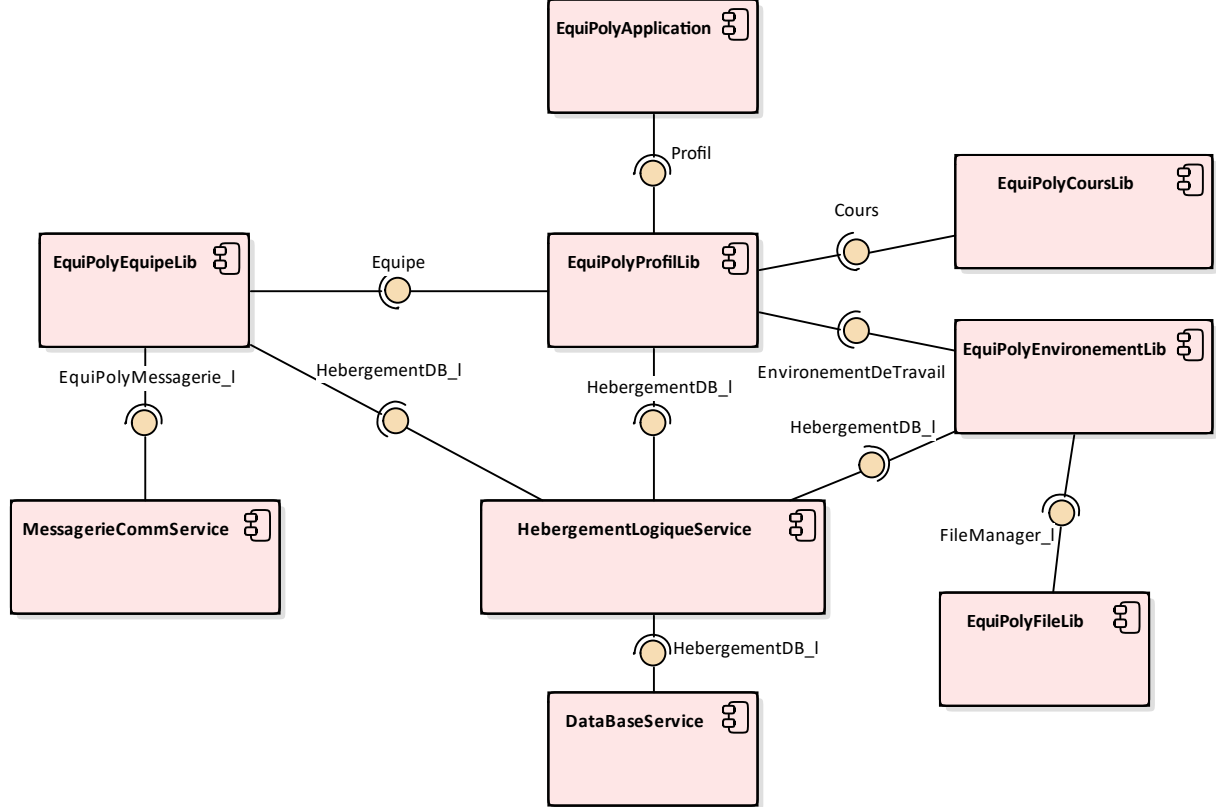 EquiPolyApplication
Profil
EquiPolyCoursLib
Cours
EquiPolyEquipeLib
Equipe
EquiPolyProfilLib
EquiPolyEnvironementLib
EquiPolyMessagerie_I
HebergementDB_I
HebergementDB_I
EnvironementDeTravail
HebergementDB_I
MessagerieCommService
HebergementLogiqueService
FileManager_I
EquiPolyFileLib
HebergementDB_I
DataBaseService